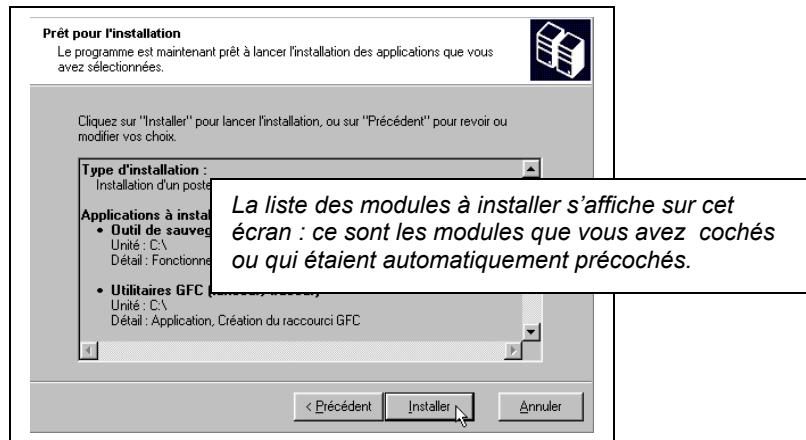 Prêt pour l'installation
Le programme est maintenant prêt à lancer l'installation des applications que vous
avez sélectionnées.
Cliquez sur "Installer" pour lancer l'installation, ou sur "Précédent" pour revoir ou
modifier vos choix.
Type d'installation :
Installation d'un poste
Applications à instal
• Outil de sauveg
Unité : C:\
Détail : Fonctionne
• Utilitaires GFC
Unité : C:\
Détail : Application, Création du raccourci GFC
La liste des modules à installer s’affiche sur cet
écran : ce sont les modules que vous avez  cochés
ou qui étaient automatiquement précochés.
< Précédent
Installer
Annuler